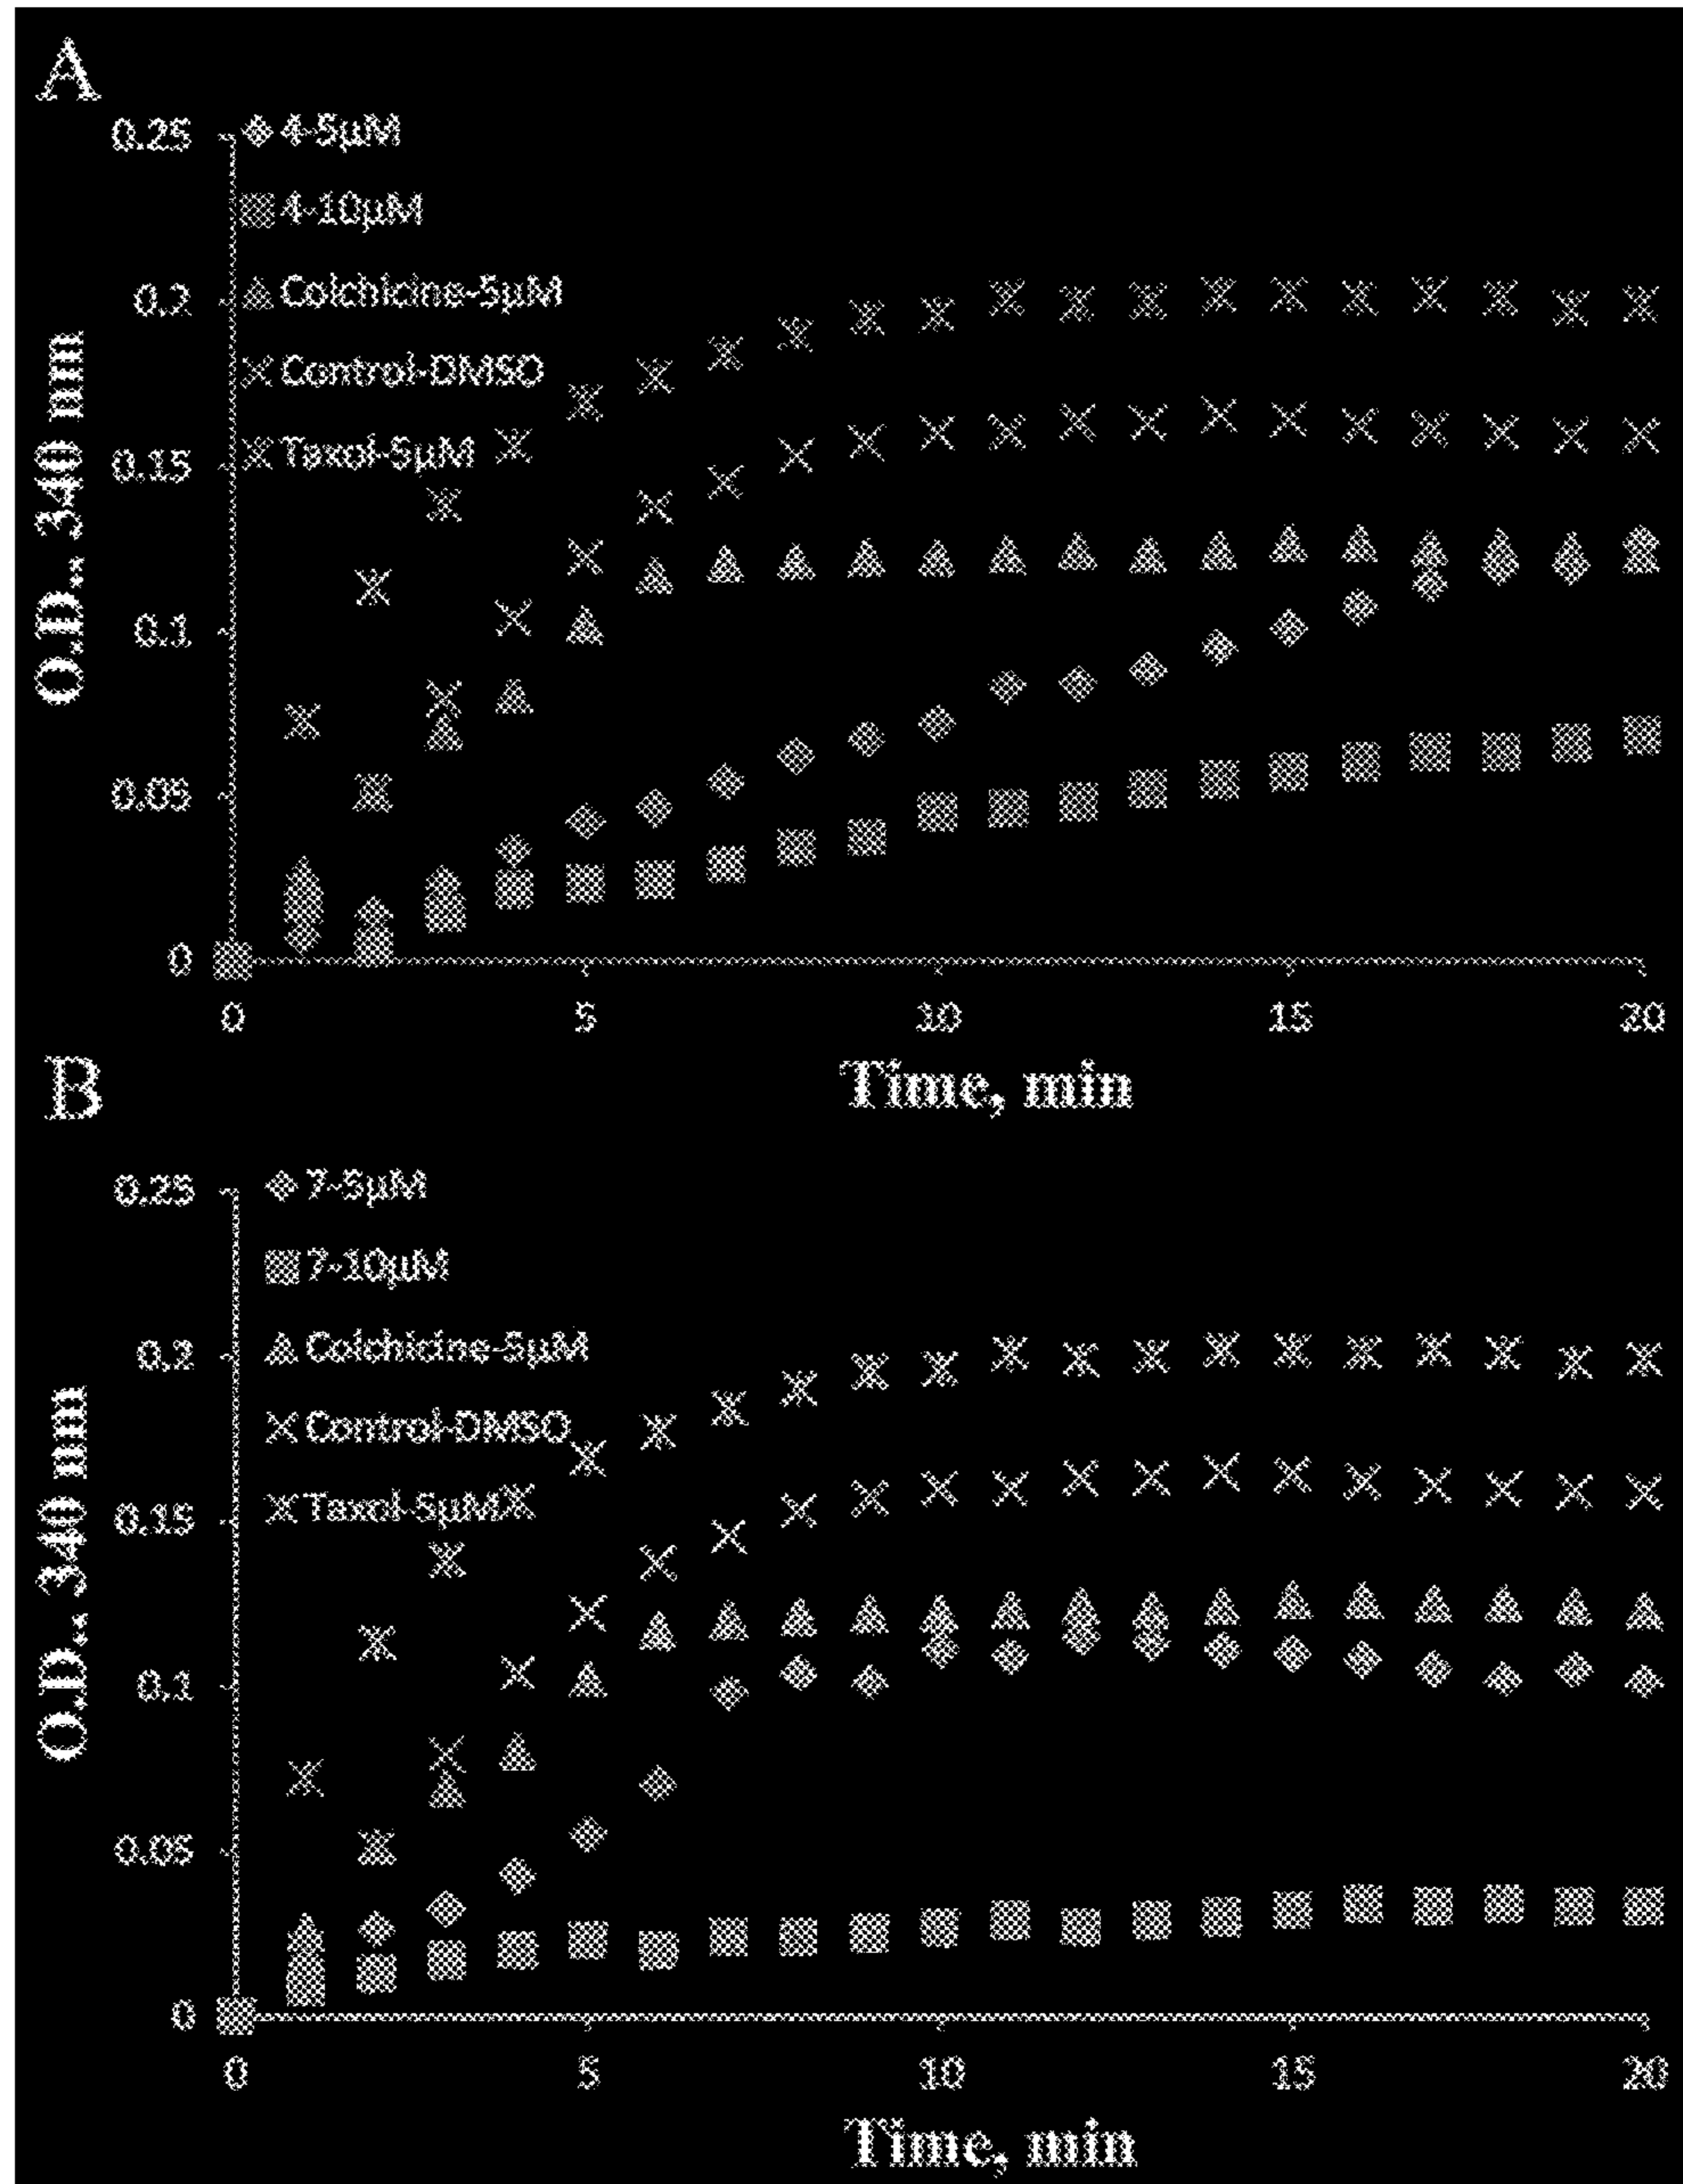 A
0.25
4-5μM
4-10μM
0.2
Colchicine-5μM
Control-DMSO
0.15
Taxol-5μM
0.1
0.05
0
O.D.. 340 nm
0 5 10 15 20
Time, min
B
0.25
7-5μM
7-10μM
0.2
Colchicine-5μM
Control-DMSO
0.15
Taxol-5μM
0.1
0.05
0
O.D.. 340 nm
0 5 10 15 20
Time, min